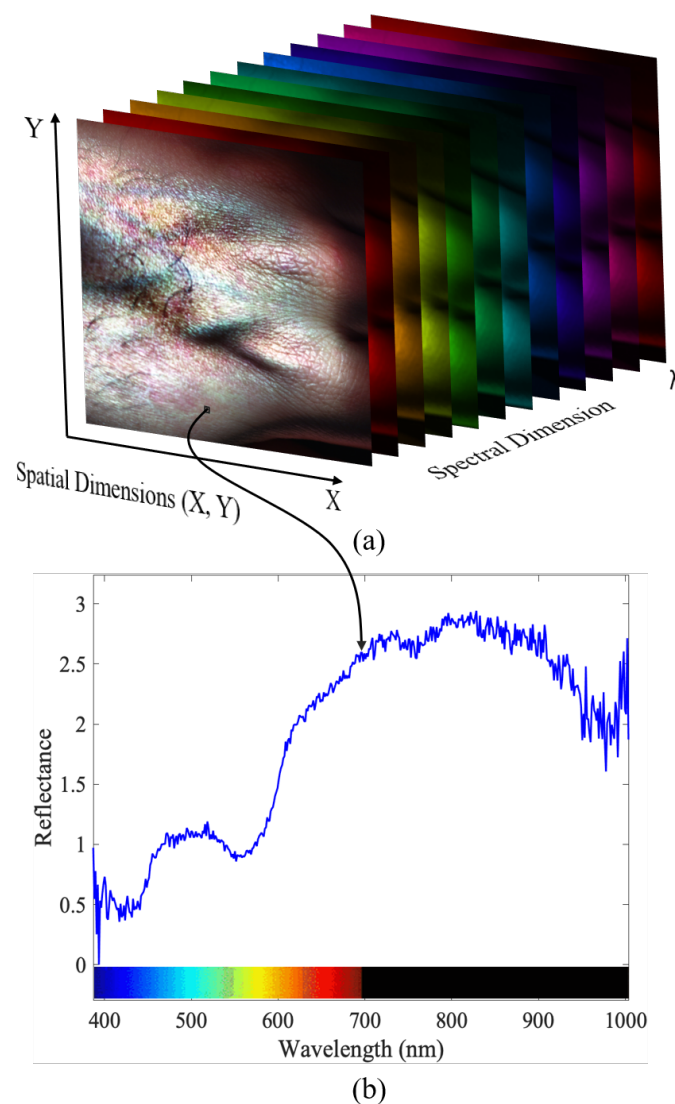 Y
λ
Spectral Dimension
X
Spatial Dimensions (X, Y)
(a)
3
2.5
2
1.5
1
0.5
0
Reflectance
400 500 600 700 800 900 1000
Wavelength (nm)
(b)